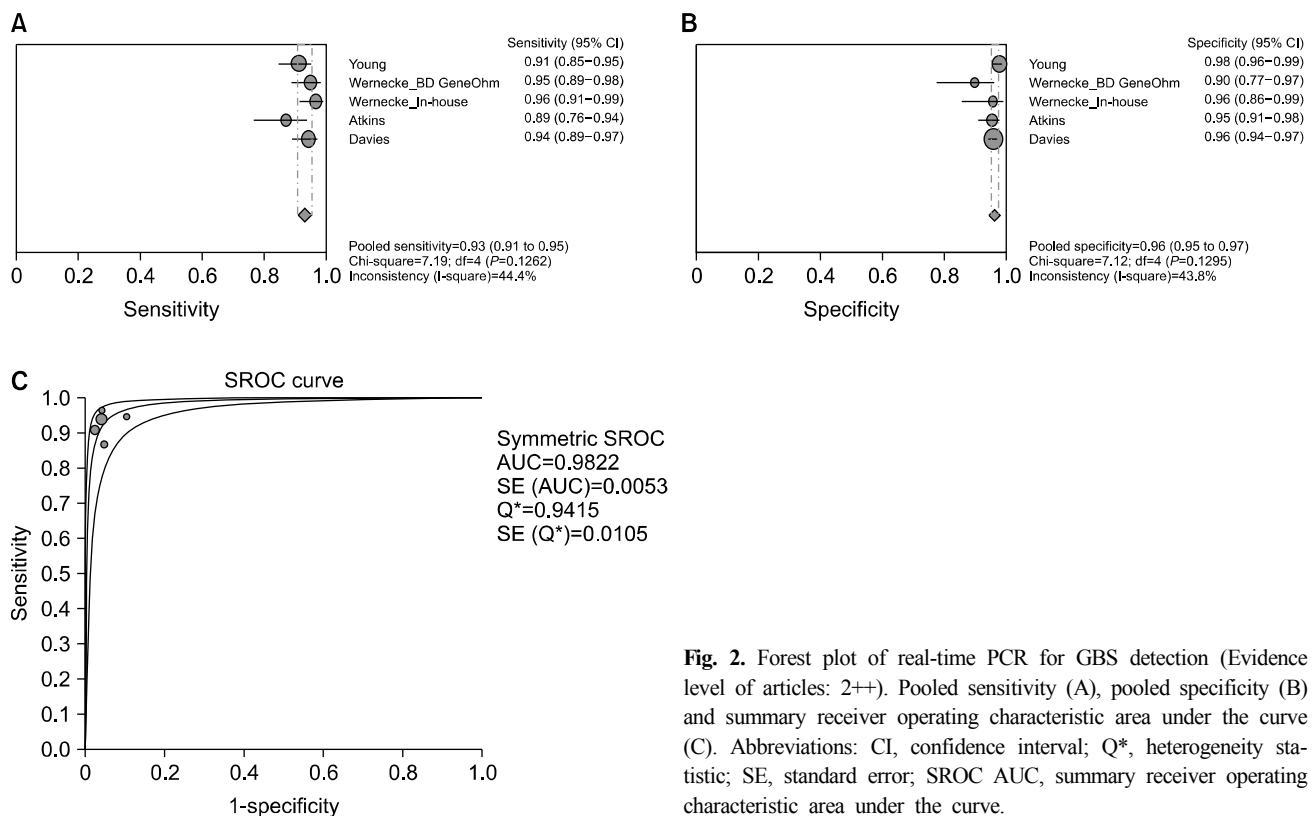 A
Sensitivity (95% CI)
Young 0.91 (0.85−0.95)
Wernecke_BD GeneOhm 0.95 (0.89−0.98)
Wernecke_In-house 0.96 (0.91−0.99)
Atkins 0.89 (0.76−0.94)
Davies 0.94 (0.89−0.97)
Pooled sensitivity=0.93 (0.91 to 0.95)
Chi-square=7.19; df=4 (P=0.1262)
Inconsistency (I-square)=44.4%
0 0.2 0.4 0.6 0.8 1.0
Sensitivity
B
Specificity (95% CI)
Young 0.98 (0.96−0.99)
Wernecke_BD GeneOhm 0.90 (0.77−0.97)
Wernecke_In-house 0.96 (0.86−0.99)
Atkins 0.95 (0.91−0.98)
Davies 0.96 (0.94−0.97)
Pooled specificity=0.96 (0.95 to 0.97)
Chi-square=7.12; df=4 (P=0.1295)
Inconsistency (I-square)=43.8%
0 0.2 0.4 0.6 0.8 1.0
Specificity
C
SROC curve
1.0
0.9
0.8
0.7
0.6
0.5
0.4
0.3
0.2
0.1
0.0
Sensitivity
0 0.2 0.4 0.6 0.8 1.0
1-specificity
Symmetric SROC
AUC=0.9822
SE (AUC)=0.0053
Q*=0.9415
SE (Q*)=0.0105
Fig. 2. Forest plot of real-time PCR for GBS detection (Evidence
level of articles: 2++). Pooled sensitivity (A), pooled specificity (B)
and summary receiver operating characteristic area under the curve
(C). Abbreviations: CI, confidence interval; Q*, heterogeneity sta-
tistic; SE, standard error; SROC AUC, summary receiver operating
characteristic area under the curve.